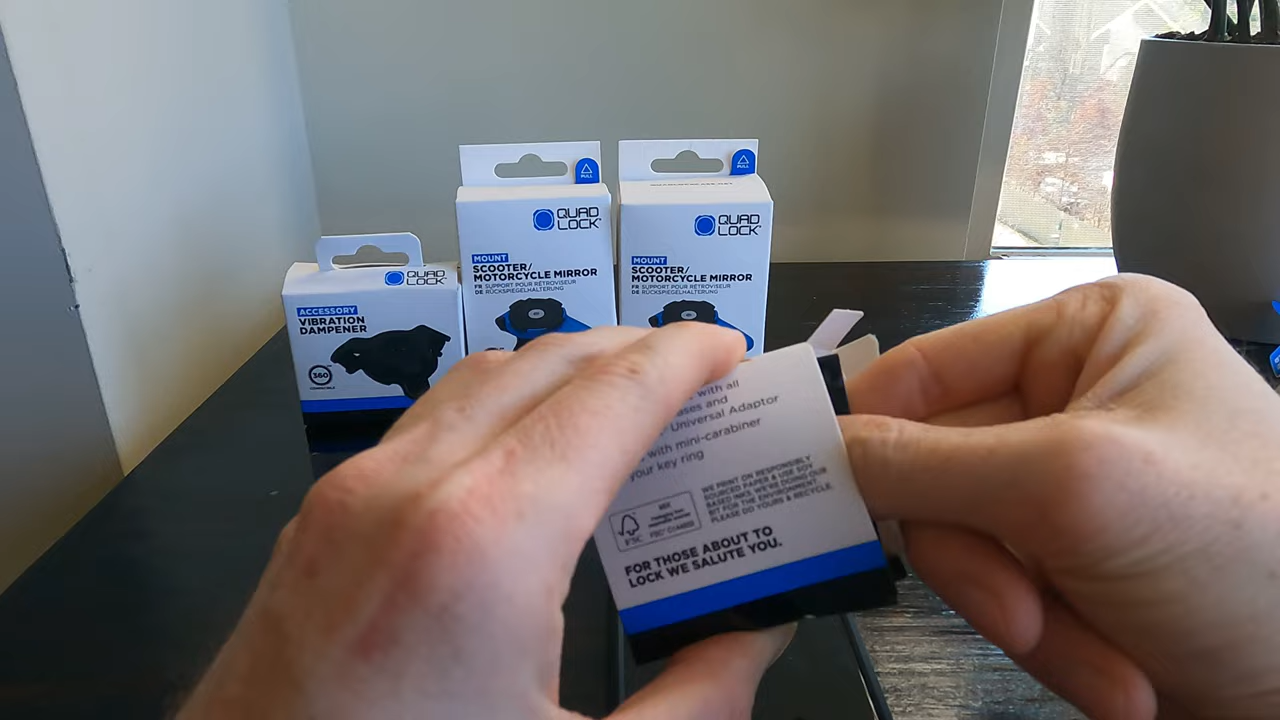 QUAD
LOCK
ACCESSORY
VIBRATION
DAMPENER
360
PULL
QUAD
LOCK
MOUNT
SCOOTER/
MOTORCYCLE MIRROR
FR SUPPORT POUR RÉTROVISEUR
DE RÜCKSPIEGELHALTERUNG
PULL
QUAD
LOCK
MOUNT
SCOOTER/
MOTORCYCLE MIRROR
FR SUPPORT POUR RÉTROVISEUR
DE RÜCKSPIEGELHALTERUNG
with all
and
Universal Adaptor
with mini-carabiner
your key ring
WE PRINT ON RESPONSIBLY
SOURCED PAPER & USE SOY
BASED INKS. WE'RE DOING OUR
BIT FOR THE ENVIRONMENT.
PLEASE DO YOURS & RECYCLE.
MIX
FSC
FOR THOSE ABOUT TO
LOCK WE SALUTE YOU.